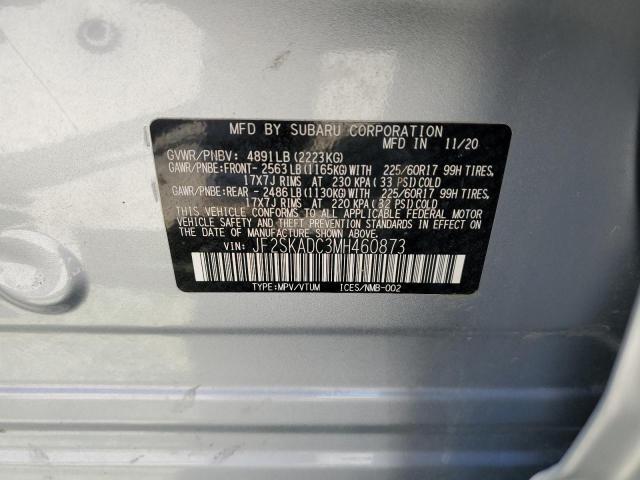 MFD BY SUBARU CORPORATION
MFD IN 11/20
GVWR/PNBV: 4891LB(2223KG)
GAWR/PNBE:FRONT- 2563LB(1165KG)WITH 225/60R17 99H TIRES,
17X7J RIMS AT 230 KPA(33 PSI)COLD
GAWR/PNBE:REAR - 2486LB(1130KG)WITH 225/60R17 99H TIRES,
17X7J RIMS AT 220 KPA(32 PSI)COLD
THIS VEHICLE CONFORMS TO ALL APPLICABLE FEDERAL MOTOR
VEHICLE SAFETY AND THEFT PREVENTION STANDARDS IN EFFECT ON
THE DATE OF MANUFACTURE SHOWN ABOVE.
VIN: JF2SKADC3MH460873
TYPE:MPV/VTUM ICES/NMB-002